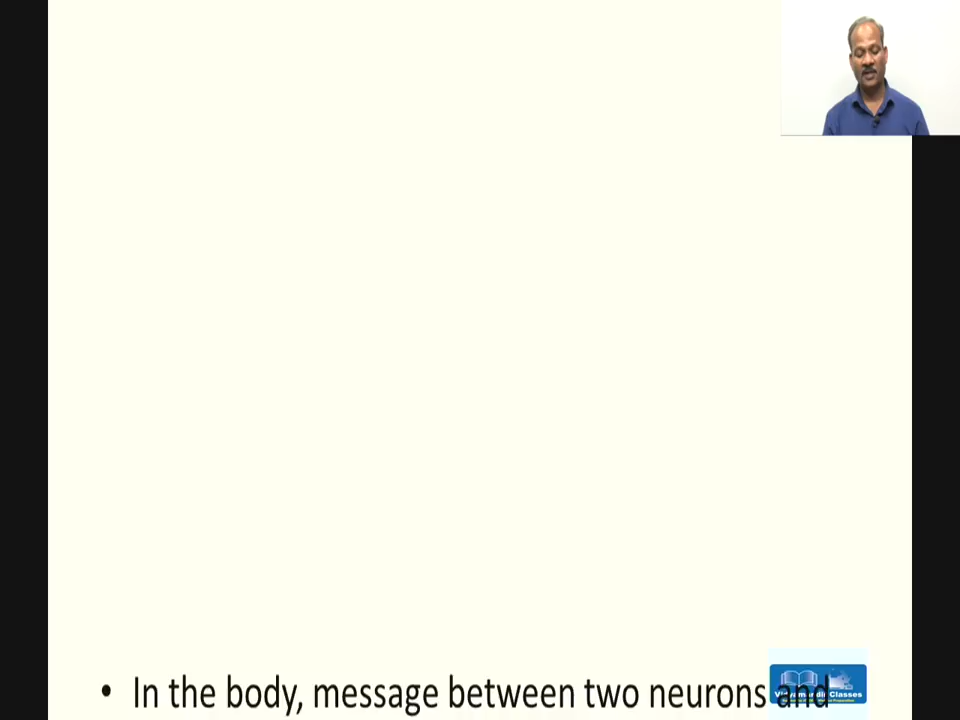 • In the body, message between two neurons and